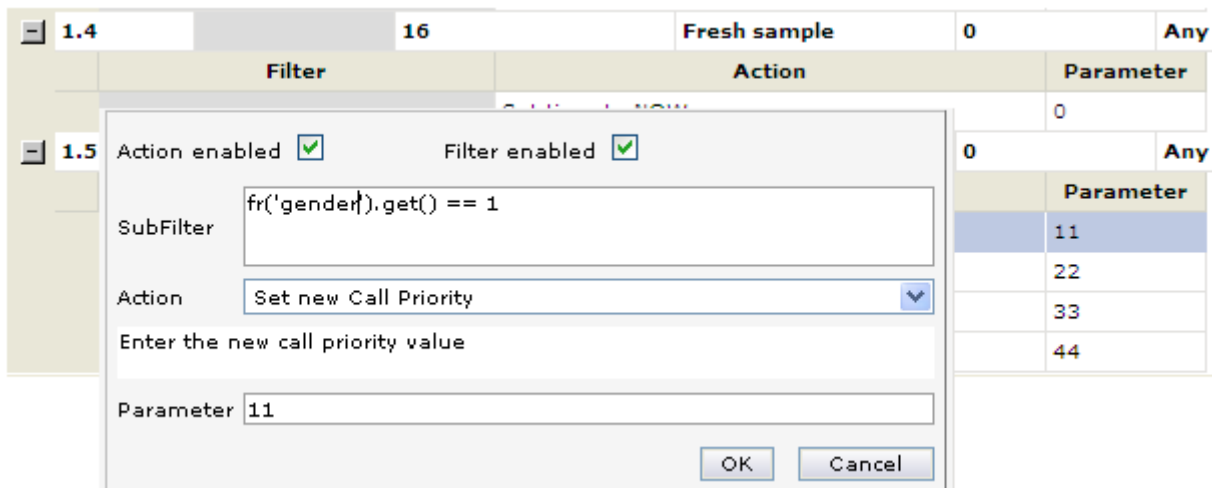 1.4 16 Fresh sample 0 Any
Filter Action Parameter
0
1.5 0 Any
Action enabled Filter enabled
Parameter
SubFilter fr('gender').get() == 1
11
22
Action Set new Call Priority
33
Enter the new call priority value
44
Parameter 11
OK Cancel